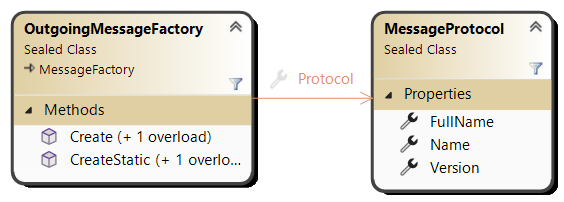 OutgoingMessageFactory
Sealed Class
MessageFactory
Methods
Create (+ 1 overload)
CreateStatic (+ 1 overlo...
Protocol
MessageProtocol
Sealed Class
Properties
FullName
Name
Version